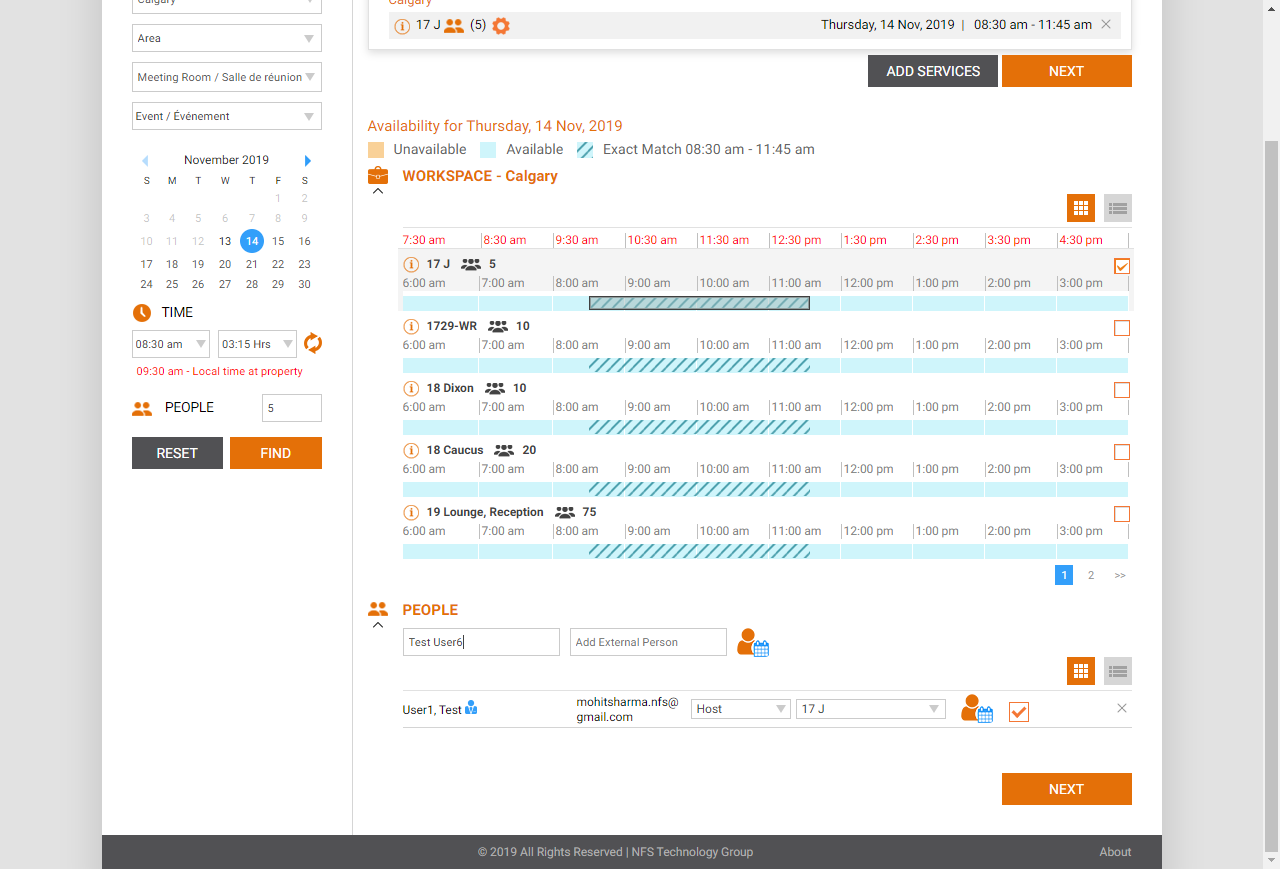 Calgary
Area
Meeting Room / Salle de réunion
Event / Événement
November 2019
S M T W T F S
1 2
3 4 5 6 7 8 9
10 11 12 13 14 15 16
17 18 19 20 21 22 23
24 25 26 27 28 29 30
TIME
08:30 am 03:15 Hrs
09:30 am - Local time at property
PEOPLE 5
RESET FIND
Calgary
17 J (5) Thursday, 14 Nov, 2019 | 08:30 am - 11:45 am
ADD SERVICES NEXT
Availability for Thursday, 14 Nov, 2019
Unavailable Available Exact Match 08:30 am - 11:45 am
WORKSPACE - Calgary
7:30 am 8:30 am 9:30 am 10:30 am 11:30 am 12:30 pm 1:30 pm 2:30 pm 3:30 pm 4:30 pm
17 J 5
6:00 am 7:00 am 8:00 am 9:00 am 10:00 am 11:00 am 12:00 pm 1:00 pm 2:00 pm 3:00 pm
1729-WR 10
6:00 am 7:00 am 8:00 am 9:00 am 10:00 am 11:00 am 12:00 pm 1:00 pm 2:00 pm 3:00 pm
18 Dixon 10
6:00 am 7:00 am 8:00 am 9:00 am 10:00 am 11:00 am 12:00 pm 1:00 pm 2:00 pm 3:00 pm
18 Caucus 20
6:00 am 7:00 am 8:00 am 9:00 am 10:00 am 11:00 am 12:00 pm 1:00 pm 2:00 pm 3:00 pm
19 Lounge, Reception 75
6:00 am 7:00 am 8:00 am 9:00 am 10:00 am 11:00 am 12:00 pm 1:00 pm 2:00 pm 3:00 pm
1 2 >>
PEOPLE
Test User6 Add External Person
User1, Test mohitsharma.nfs@ Host 17 J
gmail.com
NEXT
© 2019 All Rights Reserved | NFS Technology Group About